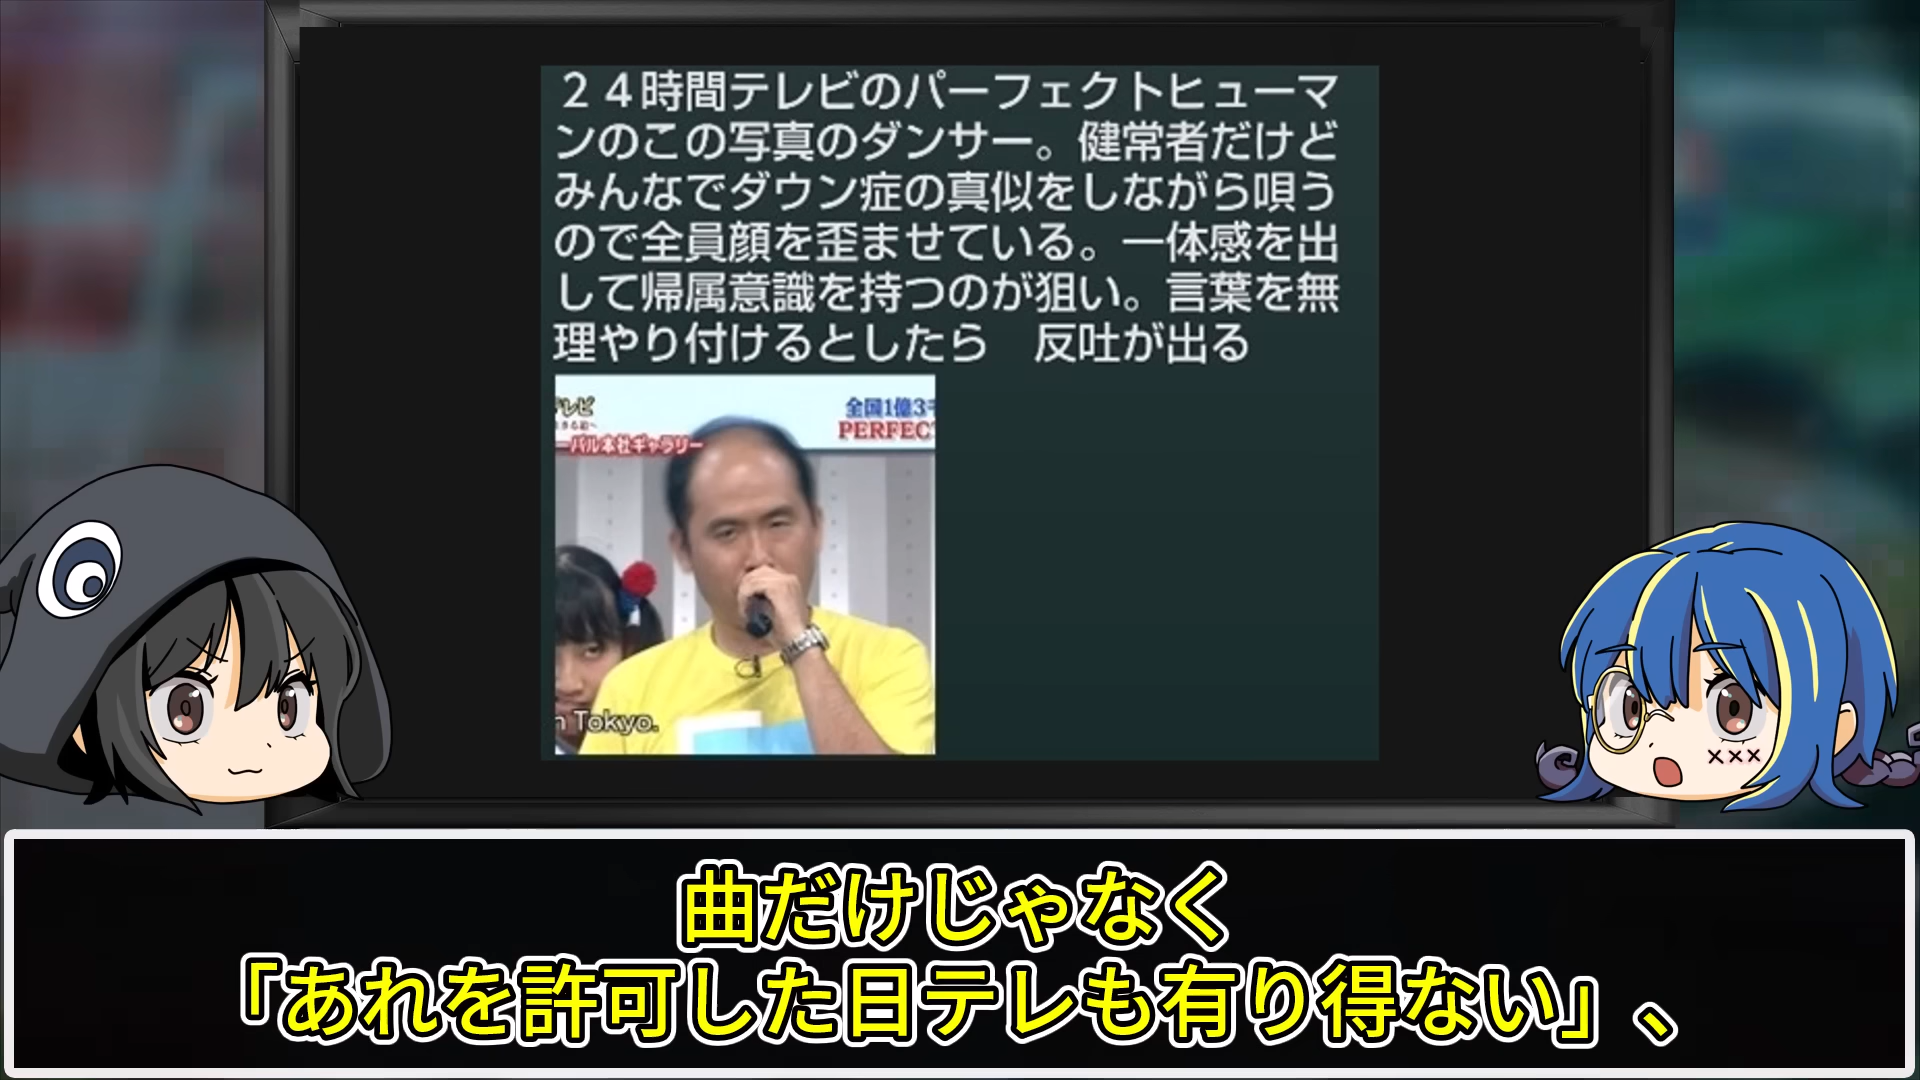 ２４時間テレビのパーフェクトヒューマ
ンのこの写真のダンサー。健常者だけど
みんなでダウン症の真似をしながら唄う
ので全員顔を歪ませている。一体感を出
して帰属意識を持つのが狙い。言葉を無
理やり付けるとしたら　反吐が出る
テレビ
全国1億3千
PERFEC
ーバル本社ギャラリー
n Tokyo.
×××
曲だけじゃなく
「あれを許可した日テレも有り得ない」、